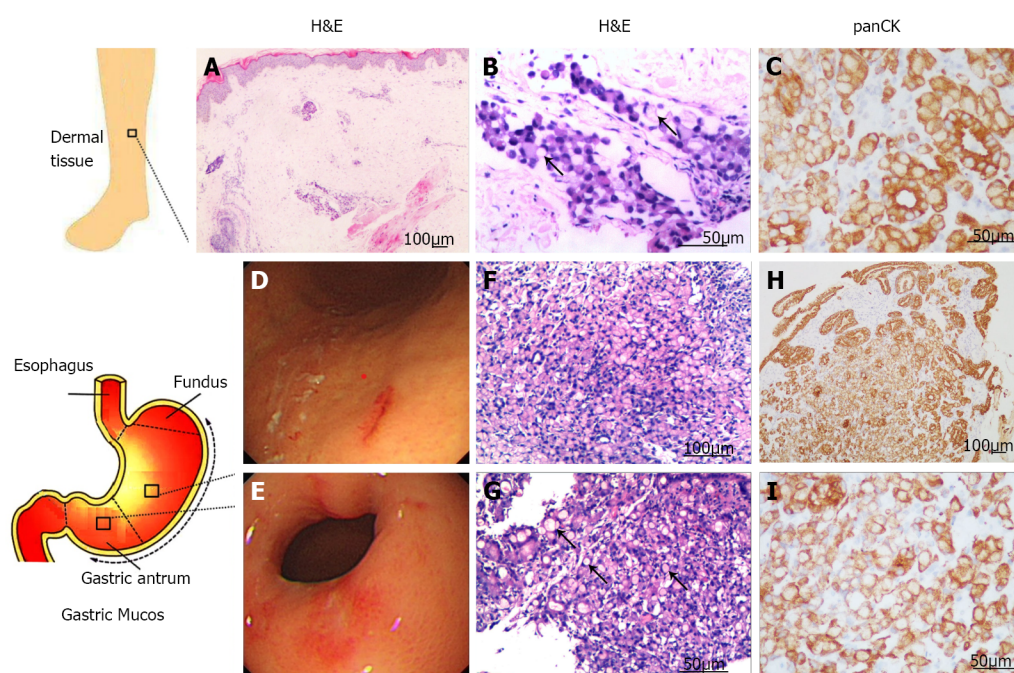 H&E
H&E
panCK
A
B
C
Dermal
tissue
100μm
50μm
50μm
D
F
H
Esophagus
Fundus
100μm
100μm
E
G
I
Gastric antrum
Gastric Mucos
50μm
50μm